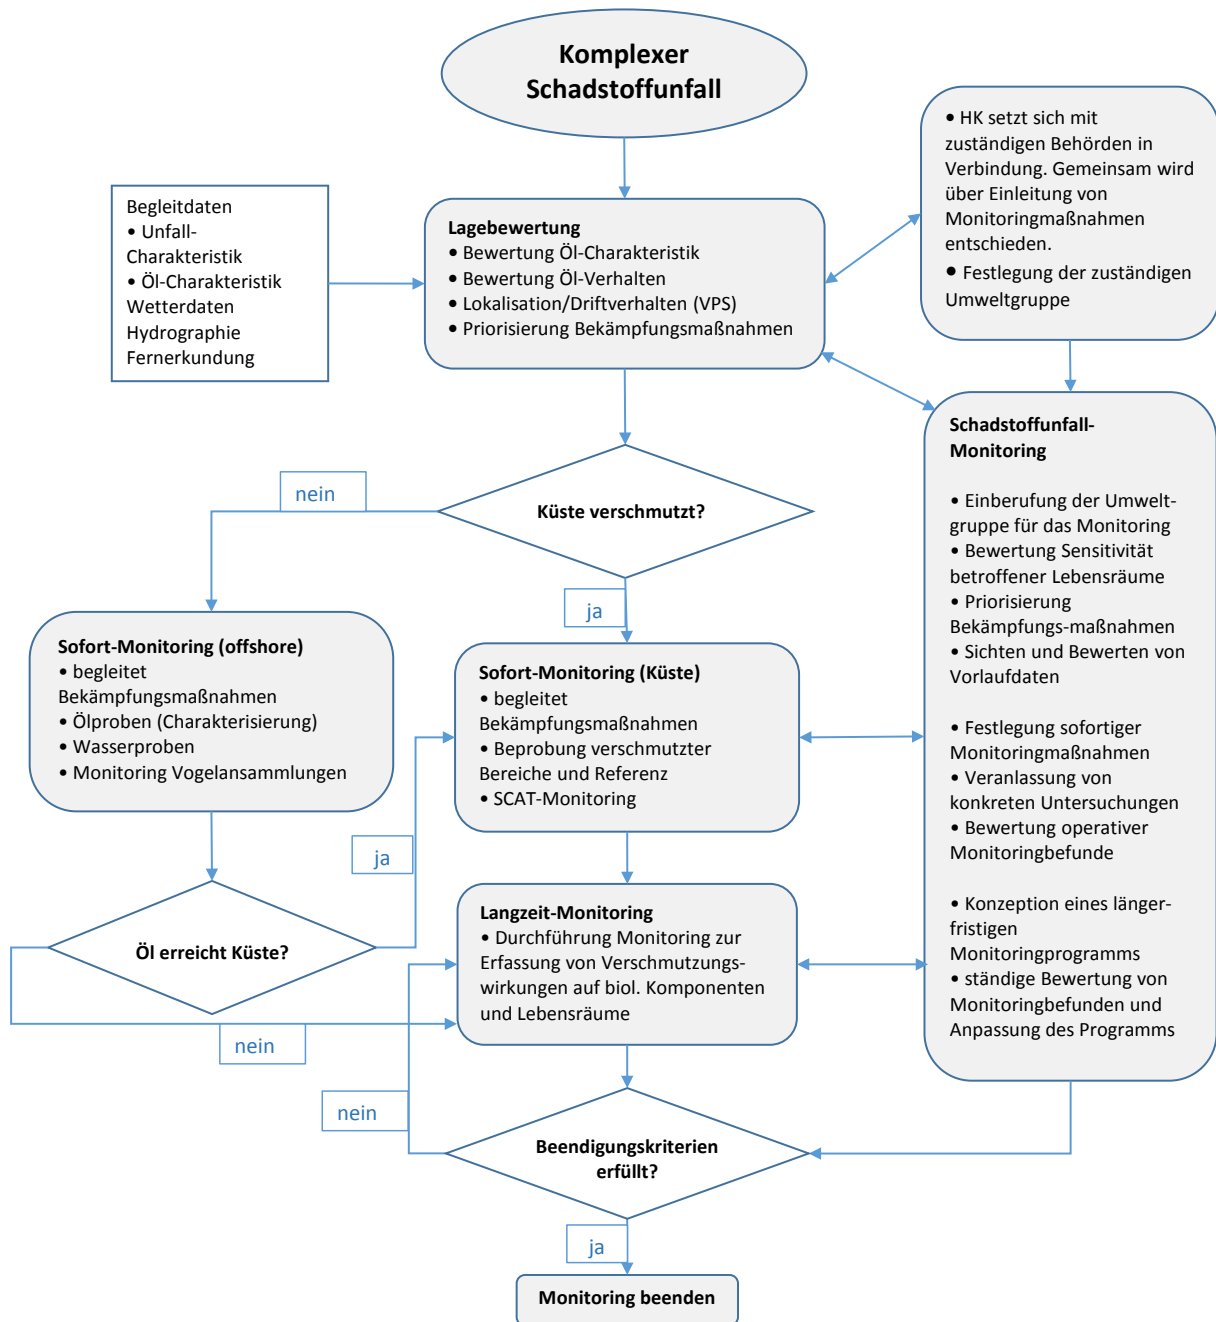 Komplexer
Schadstoffunfall
• HK setzt sich mit
zuständigen Behörden in
Verbindung. Gemeinsam wird
über Einleitung von
Monitoringmaßnahmen
entschieden.
• Festlegung der zuständigen
Umweltgruppe
Begleitdaten
• Unfall-
Charakteristik
• Öl-Charakteristik
Wetterdaten
Hydrographie
Fernerkundung
Lagebewertung
• Bewertung Öl-Charakteristik
• Bewertung Öl-Verhalten
• Lokalisation/Driftverhalten (VPS)
• Priorisierung Bekämpfungsmaßnahmen
Schadstoffunfall-
Monitoring
• Einberufung der Umwelt-
gruppe für das Monitoring
• Bewertung Sensitivität
betroffener Lebensräume
• Priorisierung
Bekämpfungs-maßnahmen
• Sichten und Bewerten von
Vorlaufdaten
• Festlegung sofortiger
Monitoringmaßnahmen
• Veranlassung von
konkreten Untersuchungen
• Bewertung operativer
Monitoringbefunde
• Konzeption eines länger-
fristigen
Monitoringprogramms
• ständige Bewertung von
Monitoringbefunden und
Anpassung des Programms
nein
Küste verschmutzt?
ja
Sofort-Monitoring (offshore)
• begleitet
Bekämpfungsmaßnahmen
• Ölproben (Charakterisierung)
• Wasserproben
• Monitoring Vogelansammlungen
Sofort-Monitoring (Küste)
• begleitet
Bekämpfungsmaßnahmen
• Beprobung verschmutzter
Bereiche und Referenz
• SCAT-Monitoring
ja
Öl erreicht Küste?
nein
Langzeit-Monitoring
• Durchführung Monitoring zur
Erfassung von Verschmutzungs-
wirkungen auf biol. Komponenten
und Lebensräume
nein
Beendigungskriterien
erfüllt?
ja
Monitoring beenden